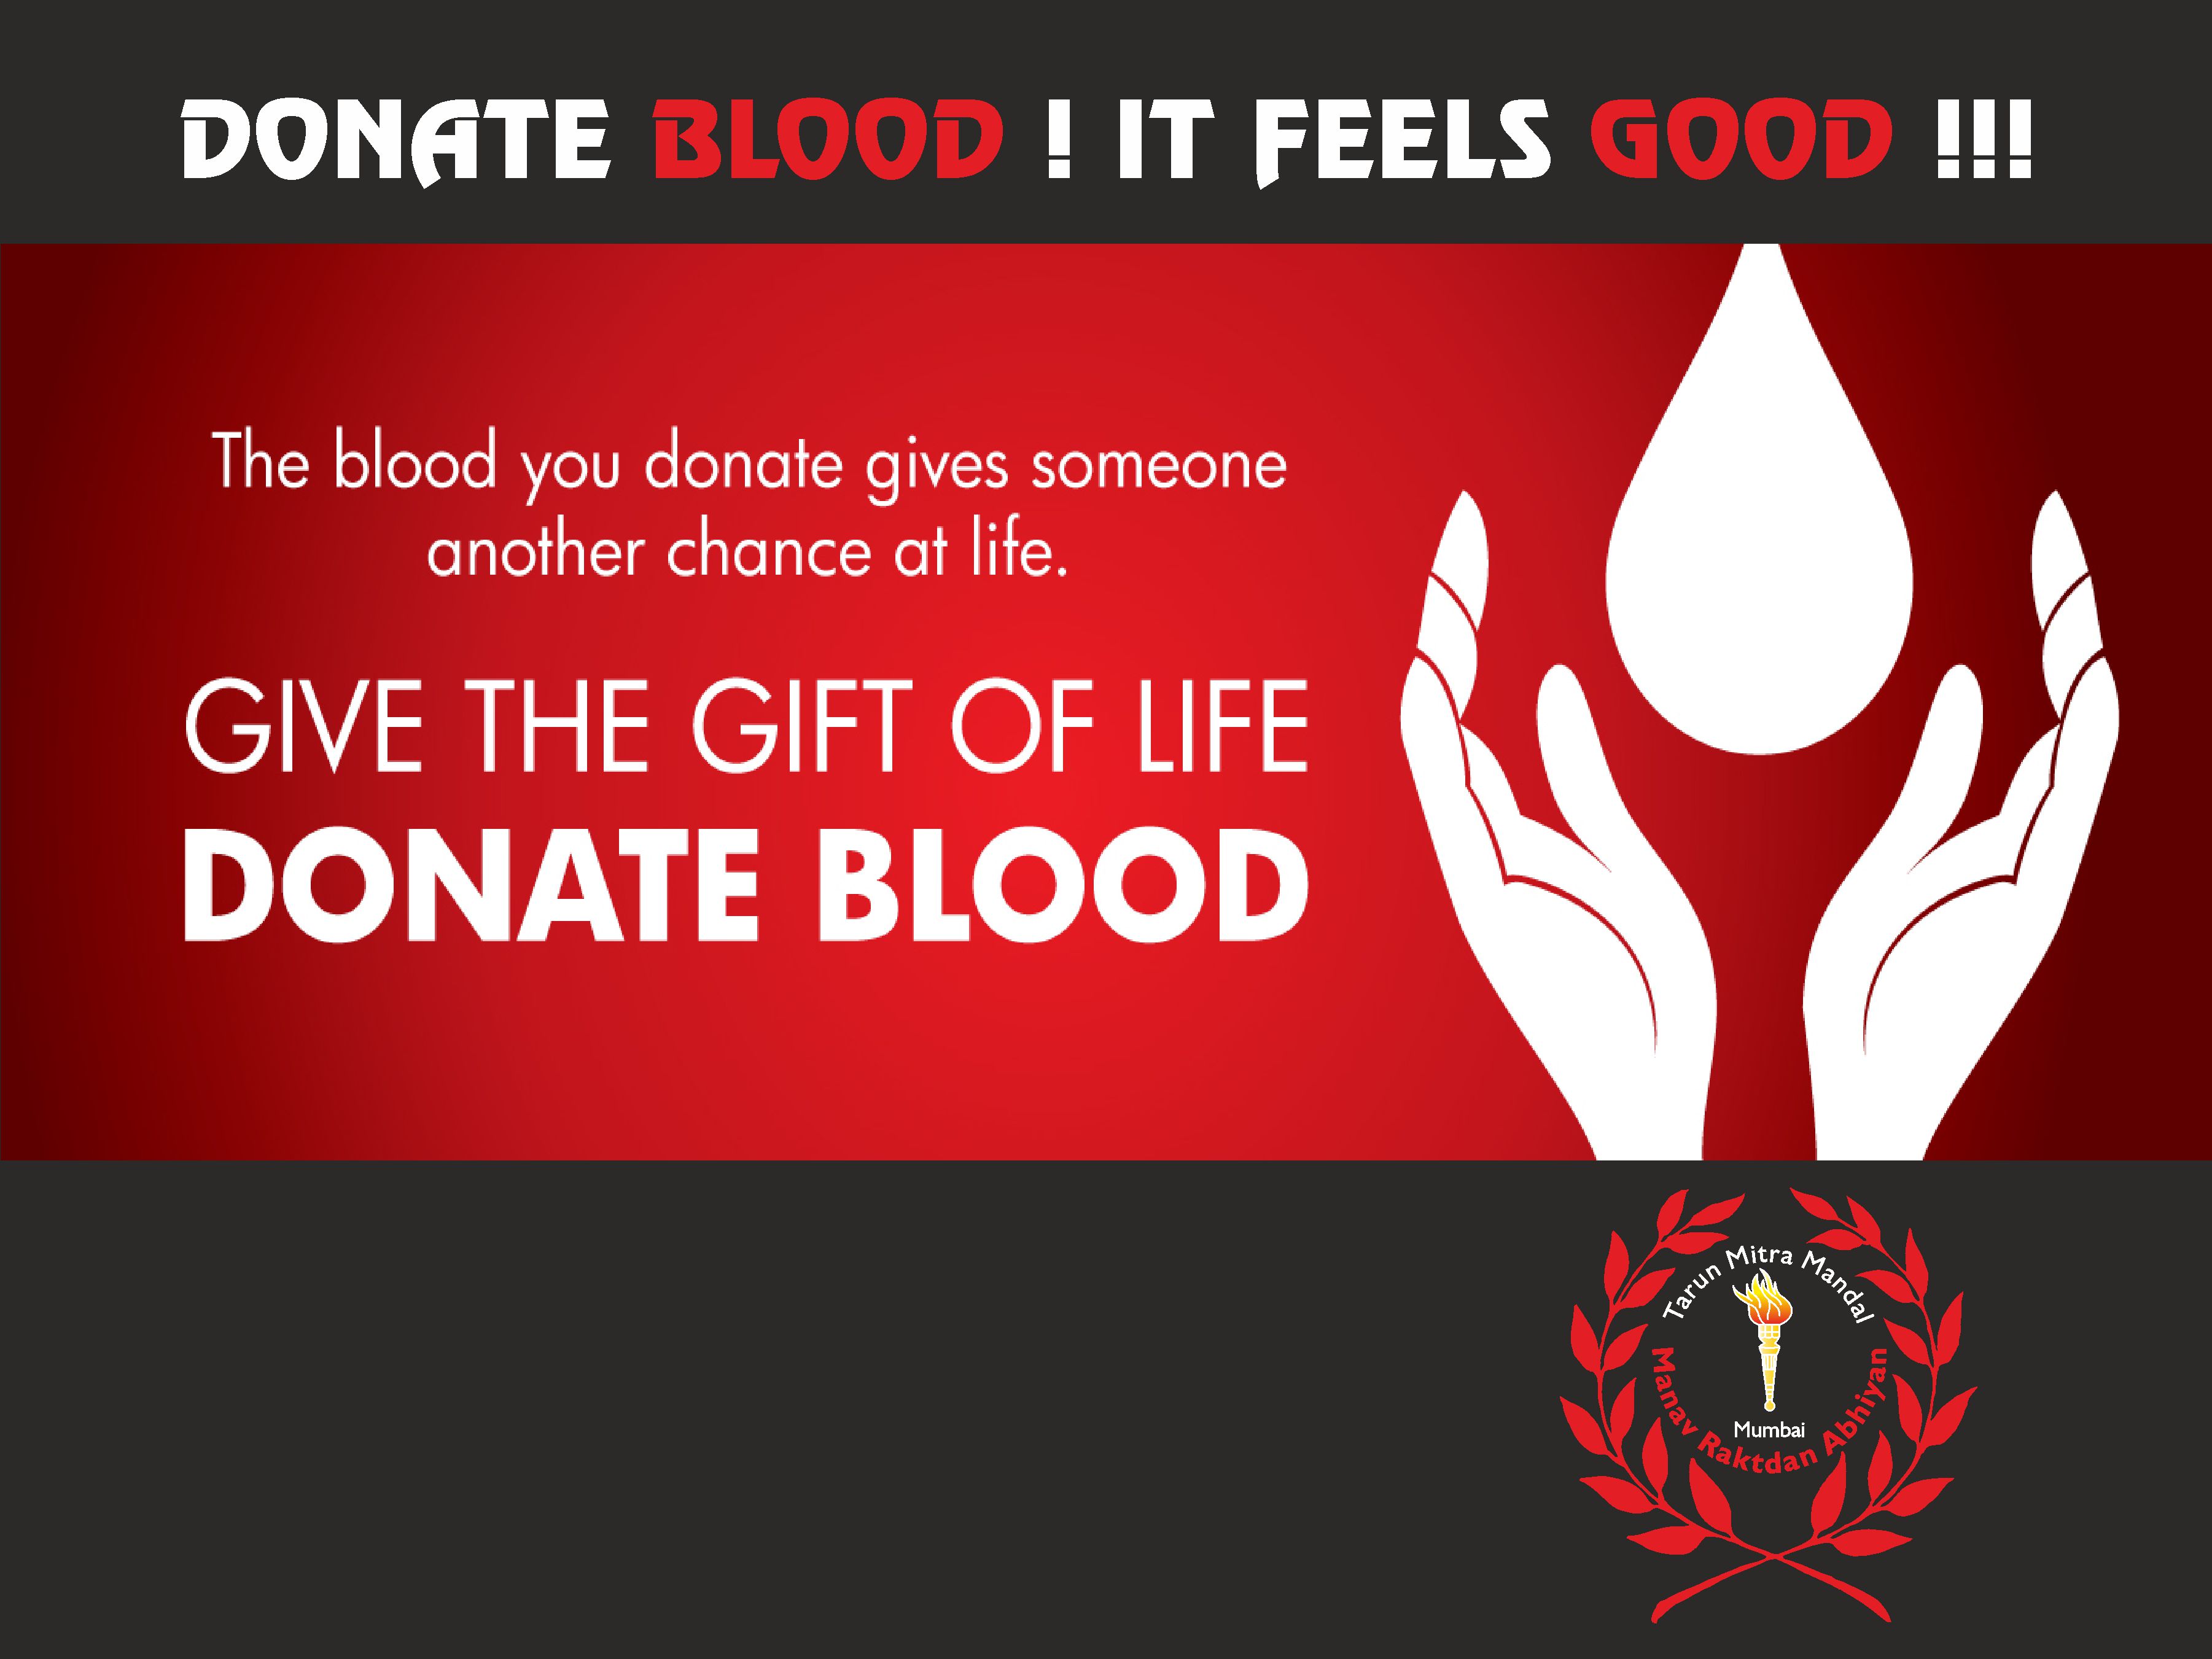 DONATE BLOOD ! IT FEELS GOOD !!!
The blood you donate gives someone
another chance at life.
GIVE THE GIFT OF LIFE
DONATE BLOOD
Tarun Mitra Mandal
Mumbai
Manav Raktdan Abhiyan